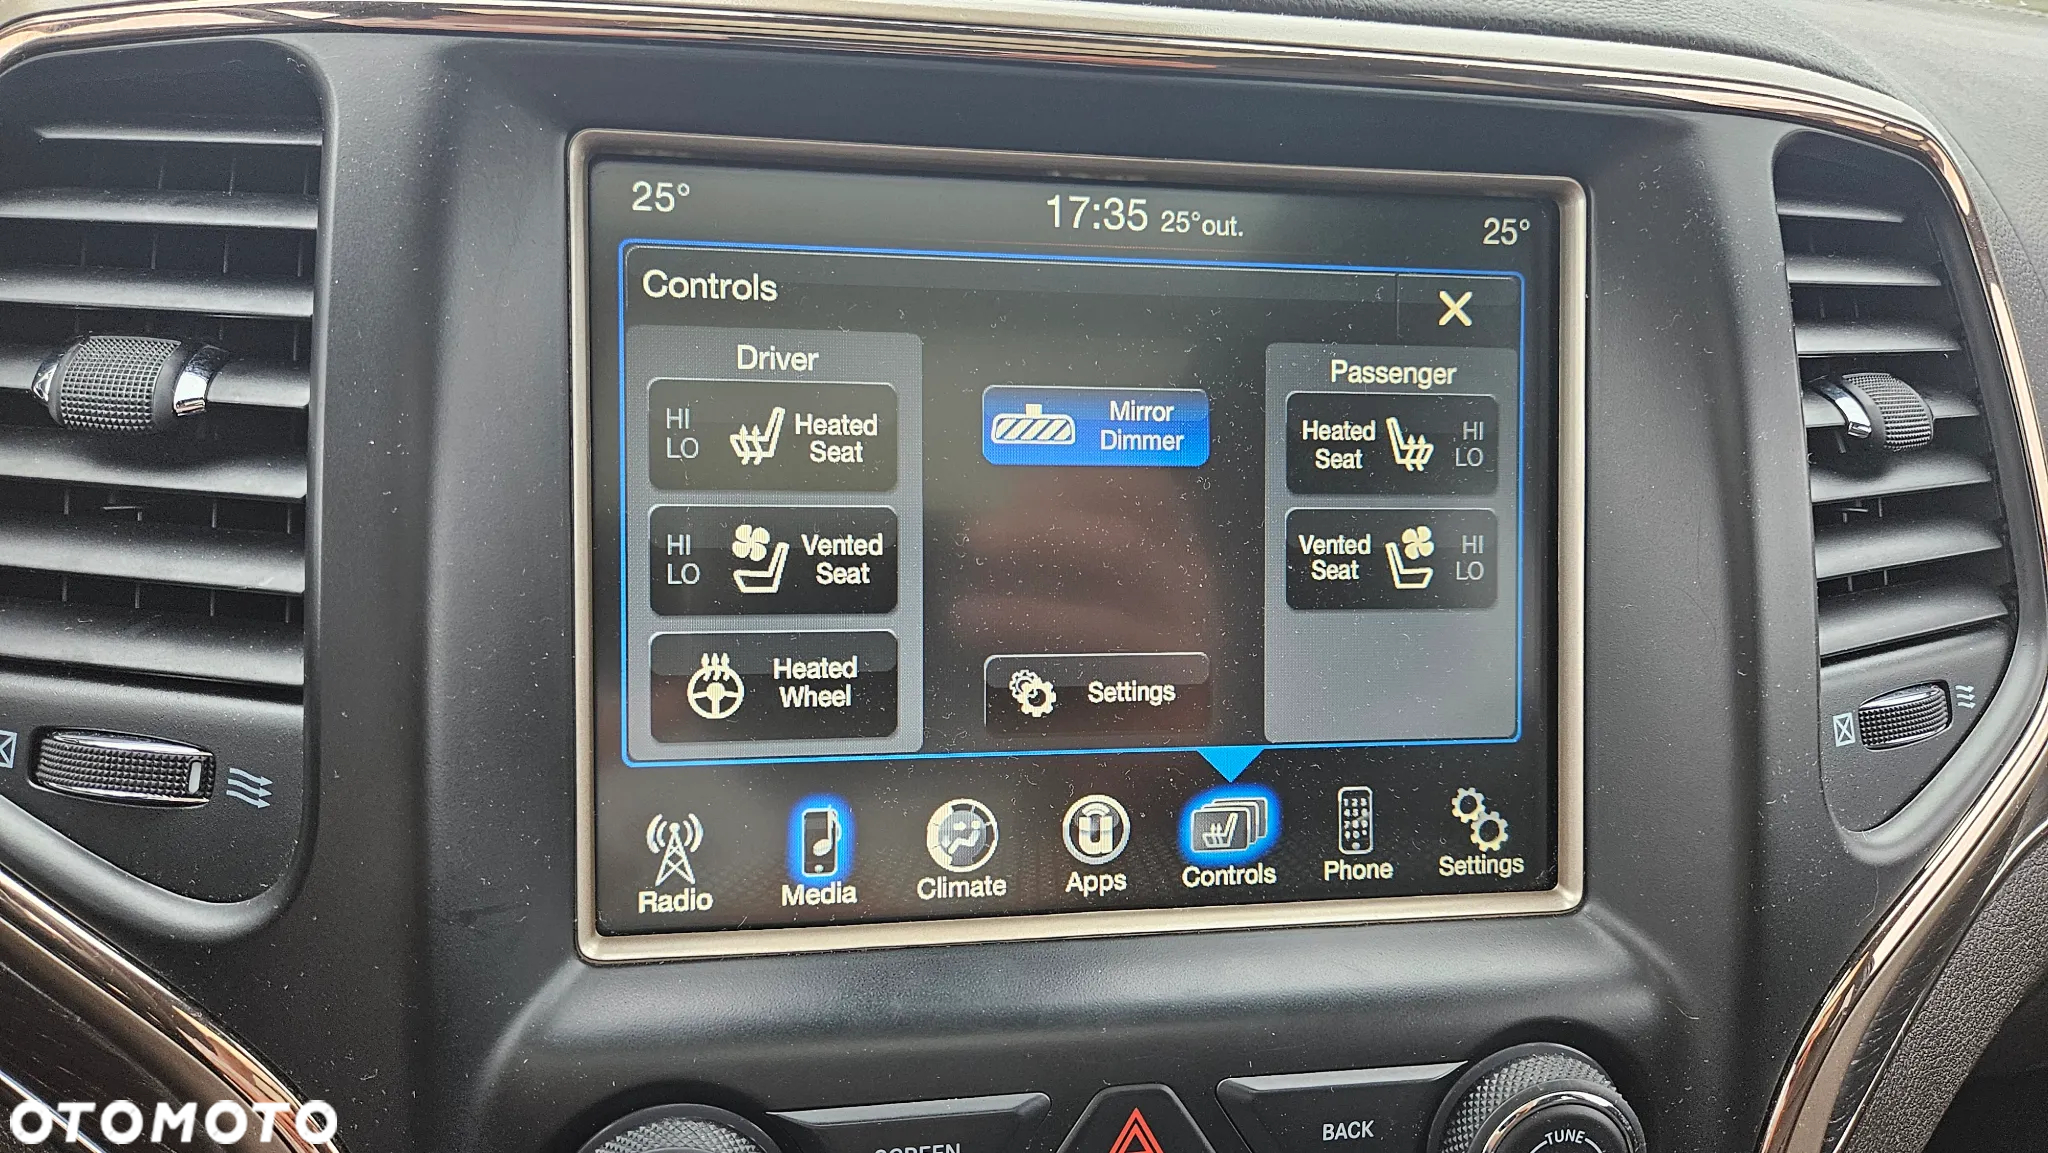 25° 17:35 25°out. 25°
Controls
Driver
HI
LO
Heated
Seat
HI
LO
Vented
Seat
Heated
Wheel
Mirror
Dimmer
Settings
Passenger
Heated
Seat
HI
LO
Vented
Seat
HI
LO
Radio
Media
Climate
Apps
Controls
Phone
Settings
SCREEN
BACK
TUNE
OTOMOTO